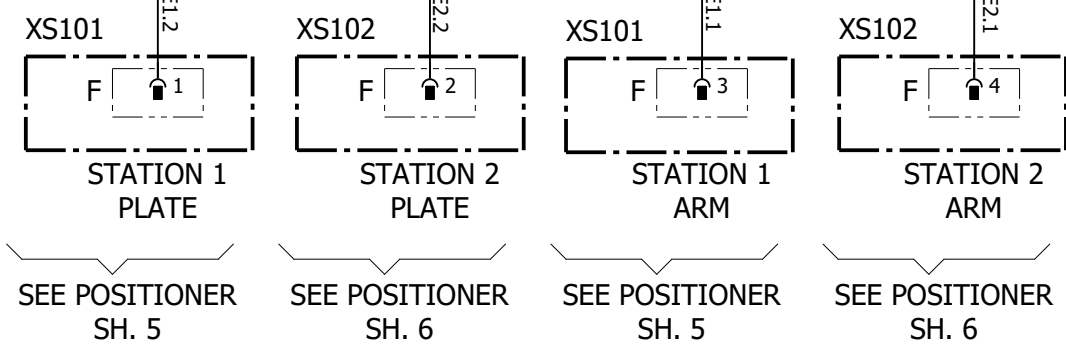 E1.2
E2.2
E1.1
E2.1
XS101
XS102
XS101
XS102
F 1
F 2
F 3
F 4
STATION 1
PLATE
STATION 2
PLATE
STATION 1
ARM
STATION 2
ARM
SEE POSITIONER
SH. 5
SEE POSITIONER
SH. 6
SEE POSITIONER
SH. 5
SEE POSITIONER
SH. 6